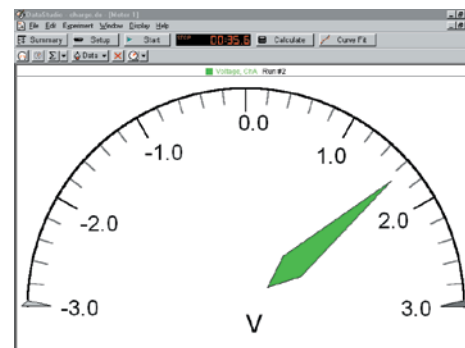 DataStudio - charge.ds [Meter 1]
File Edit Experiment Window Display Help
Summary Setup Start 00:35.6 Calculate Curve Fit
Σ Data
Voltage, ChA Run #2
0.0
-1.0 1.0
-2.0 2.0
-3.0 3.0
V